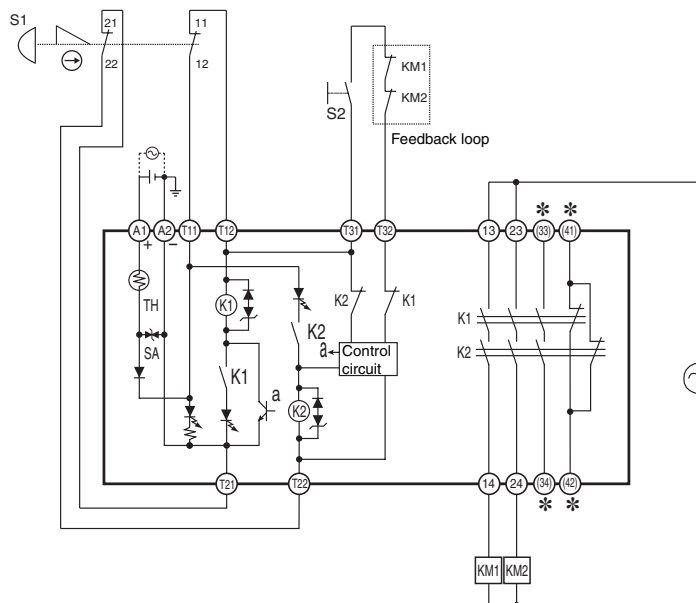 S1
21
11
22
12
KM1
KM2
S2
Feedback loop
A1
A2
T11
T12
T31
T32
13
23
(33)
(41)
✻ ✻
+
−
TH
SA
K1
K1
a
K2
K2
K2
K1
a
Control
circuit
K1
K2
T21
T22
14
24
(34)
(42)
✻ ✻
KM1
KM2